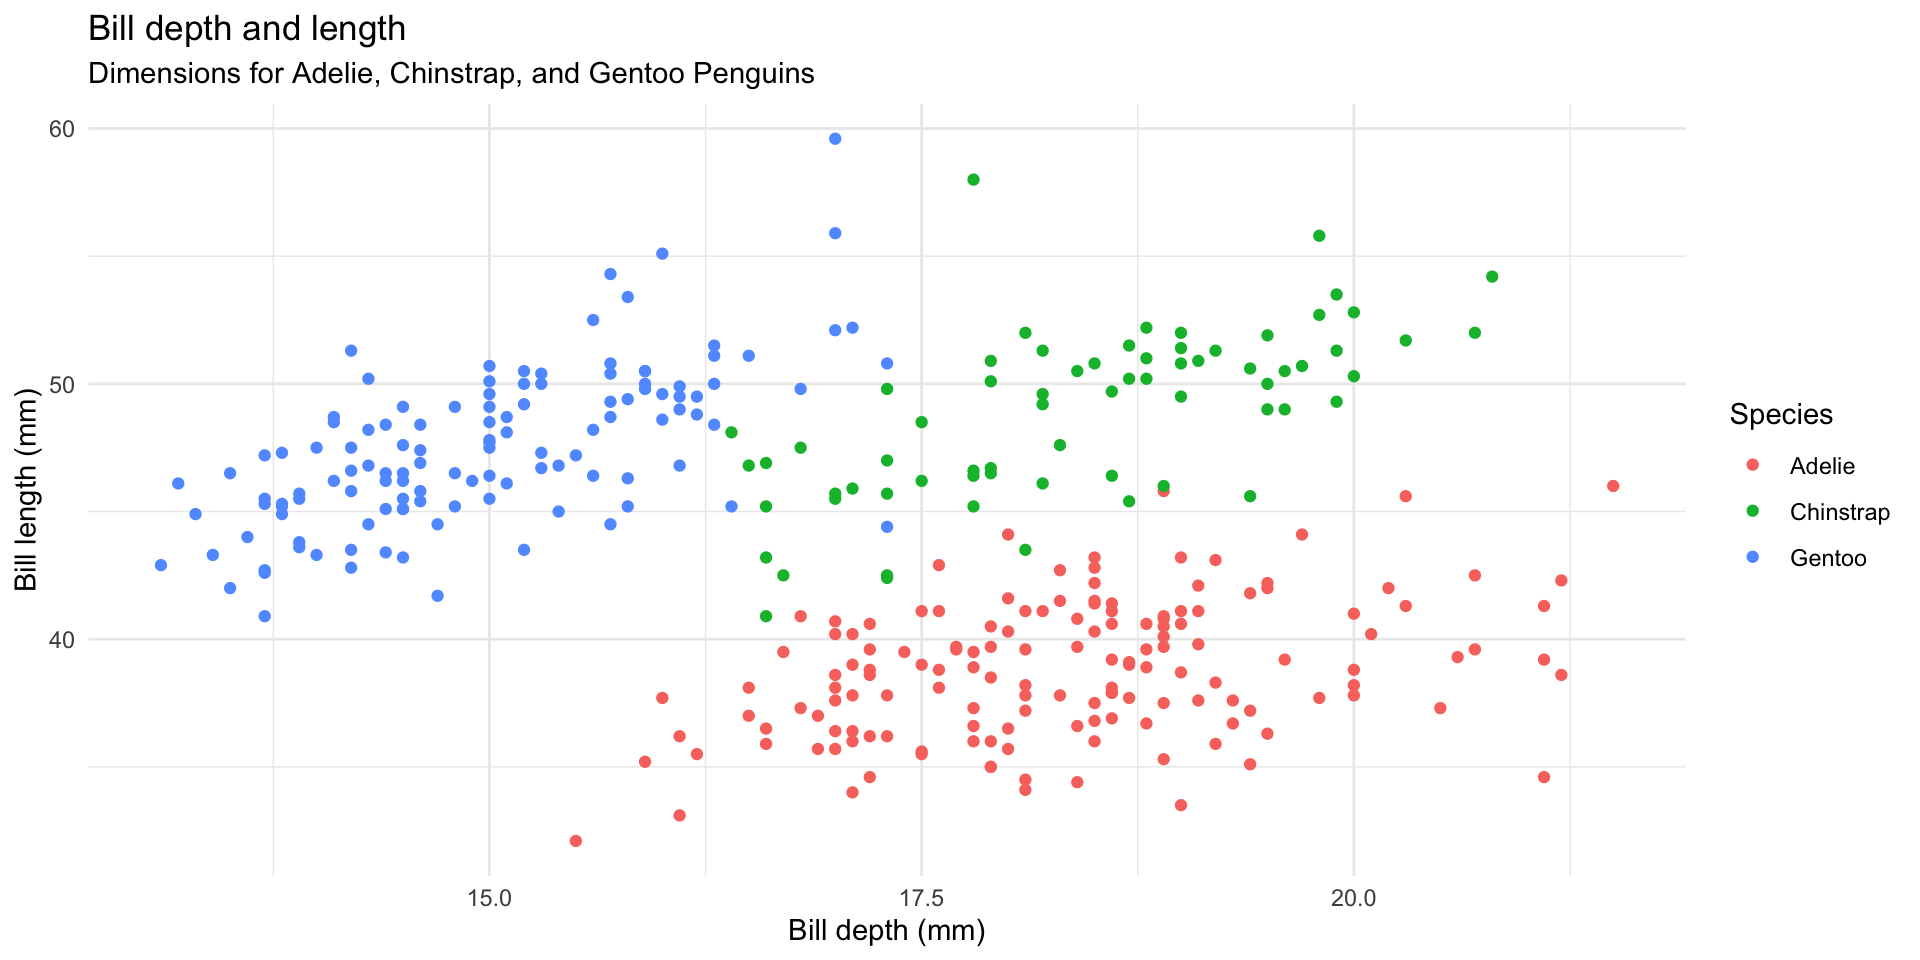 Bill depth and length
Dimensions for Adelie, Chinstrap, and Gentoo Penguins
60
50
40
Bill length (mm)
15.0 17.5 20.0
Bill depth (mm)
Species
Adelie
Chinstrap
Gentoo